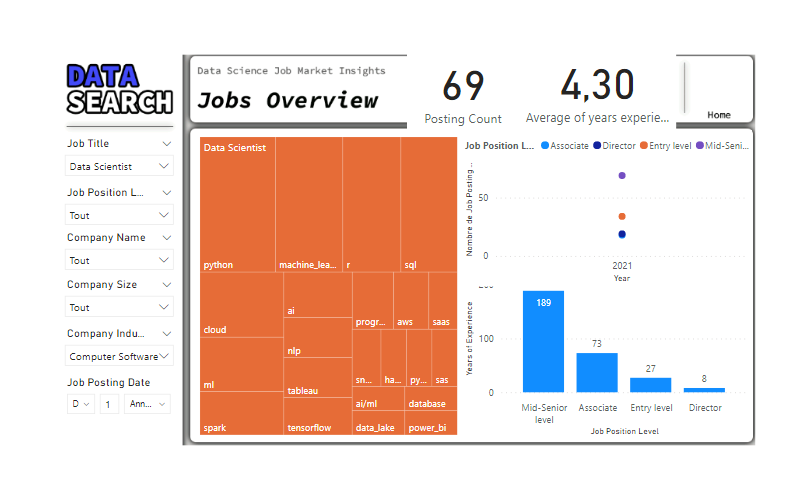 DATA
SEARCH
Job Title
Data Scientist
Job Position L...
Tout
Company Name
Tout
Company Size
Tout
Company Indu...
Computer Software
Job Posting Date
D
1
Ann...
Data Science Job Market Insights
Jobs Overview
69
Posting Count
4,30
Average of years experie...
Home
Data Scientist
python
machine_lea...
r
sql
cloud
ml
spark
ai
nlp
tableau
tensorflow
progr...
aws
saas
sn...
ha...
py...
sas
ai/ml
database
data_lake
power_bi
Job Position L...
Associate
Director
Entry level
Mid-Seni...
Nombre de Job Posting ...
50
0
2021
Year
Years of Experience
100
0
189
73
27
8
Mid-Senior
level
Associate
Entry level
Director
Job Position Level